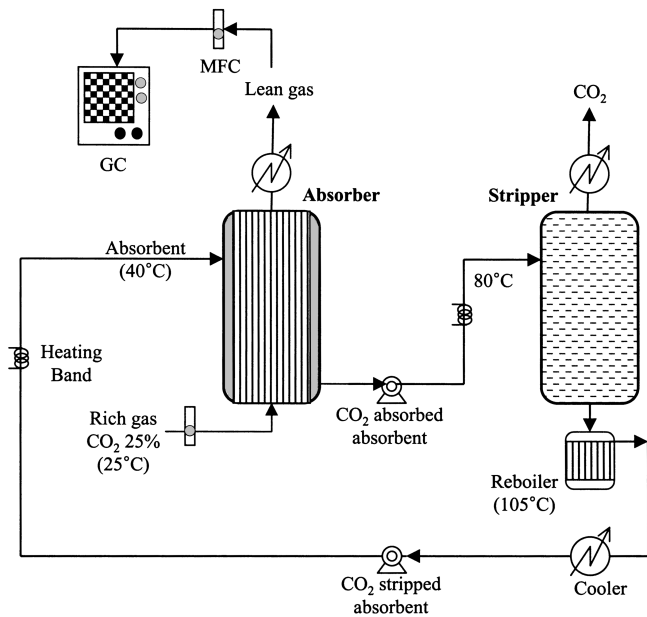 MFC
Lean gas
GC
CO₂
Absorber
Stripper
Absorbent
(40°C)
80°C
Heating
Band
Rich gas
CO₂ 25%
(25°C)
CO₂ absorbed
absorbent
Reboiler
(105°C)
CO₂ stripped
absorbent
Cooler